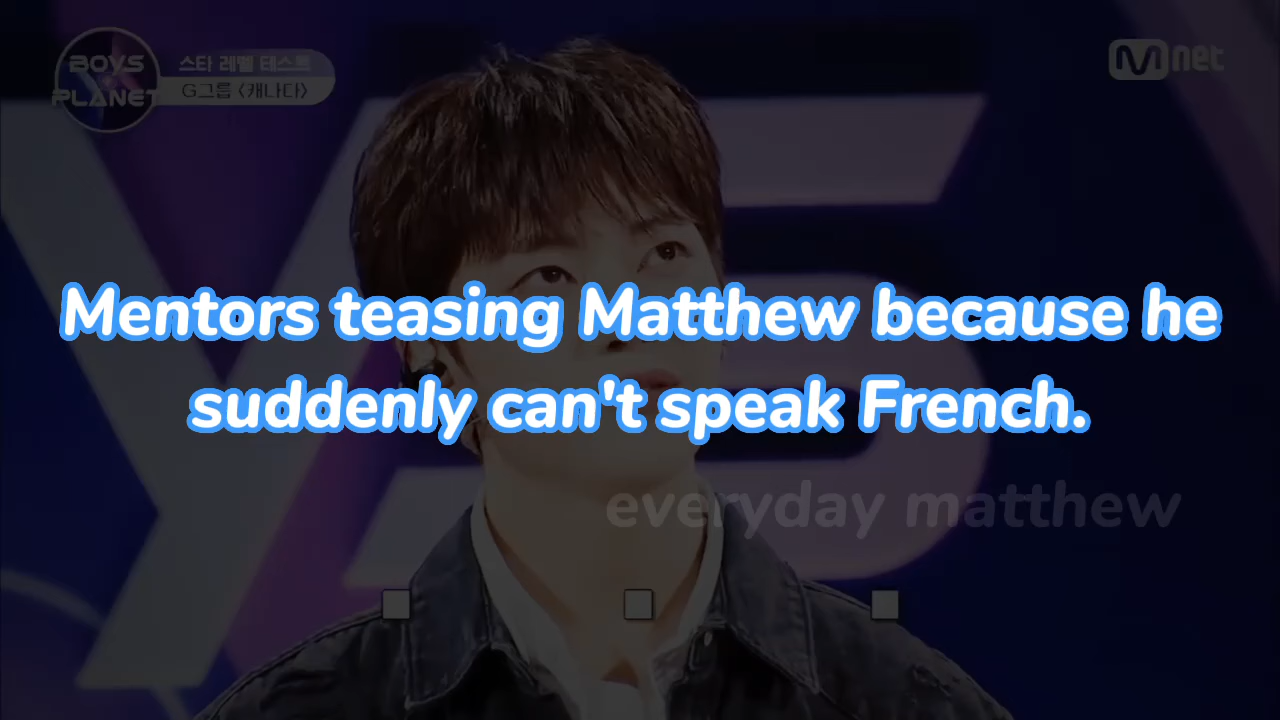 BOYS
PLANET
스타 레벨 테스트
G그룹 <캐나다>
Mnet
Mentors teasing Matthew because he
suddenly can't speak French.
everyday matthew